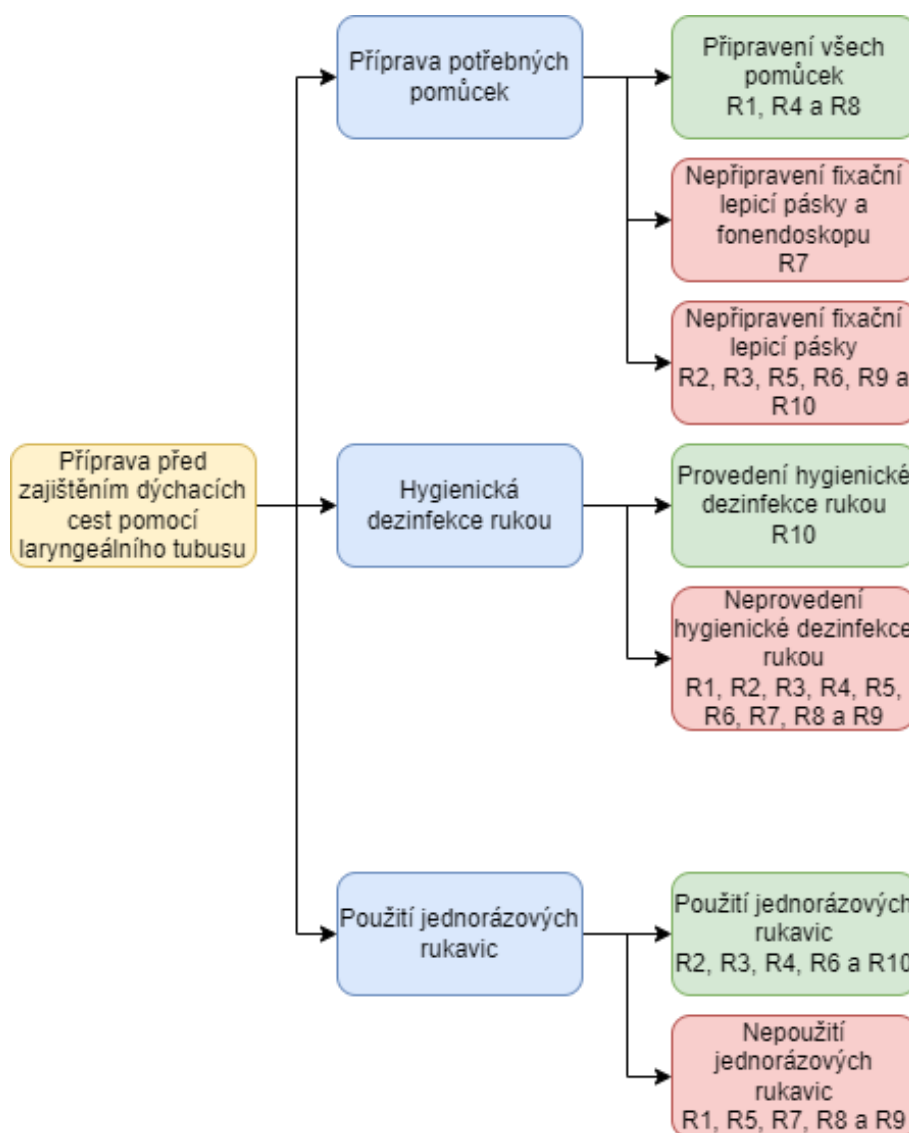 Příprava potřebných
pomůcek
Připravení všech
pomůcek
R1, R4 a R8
Nepřipravení fixační
lepicí pásky a
fonendoskopu
R7
Nepřipravení fixační
lepicí pásky
R2, R3, R5, R6, R9 a
R10
Příprava před
zajištěním dýchacích
cest pomocí
laryngeálního tubusu
Hygienická
dezinfekce rukou
Provedení hygienické
dezinfekce rukou
R10
Neprovedení
hygienické dezinfekce
rukou
R1, R2, R3, R4, R5,
R6, R7, R8 a R9
Použití jednorázových
rukavic
Použití jednorázových
rukavic
R2, R3, R4, R6 a R10
Nepoužití
jednorázových
rukavic
R1, R5, R7, R8 a R9